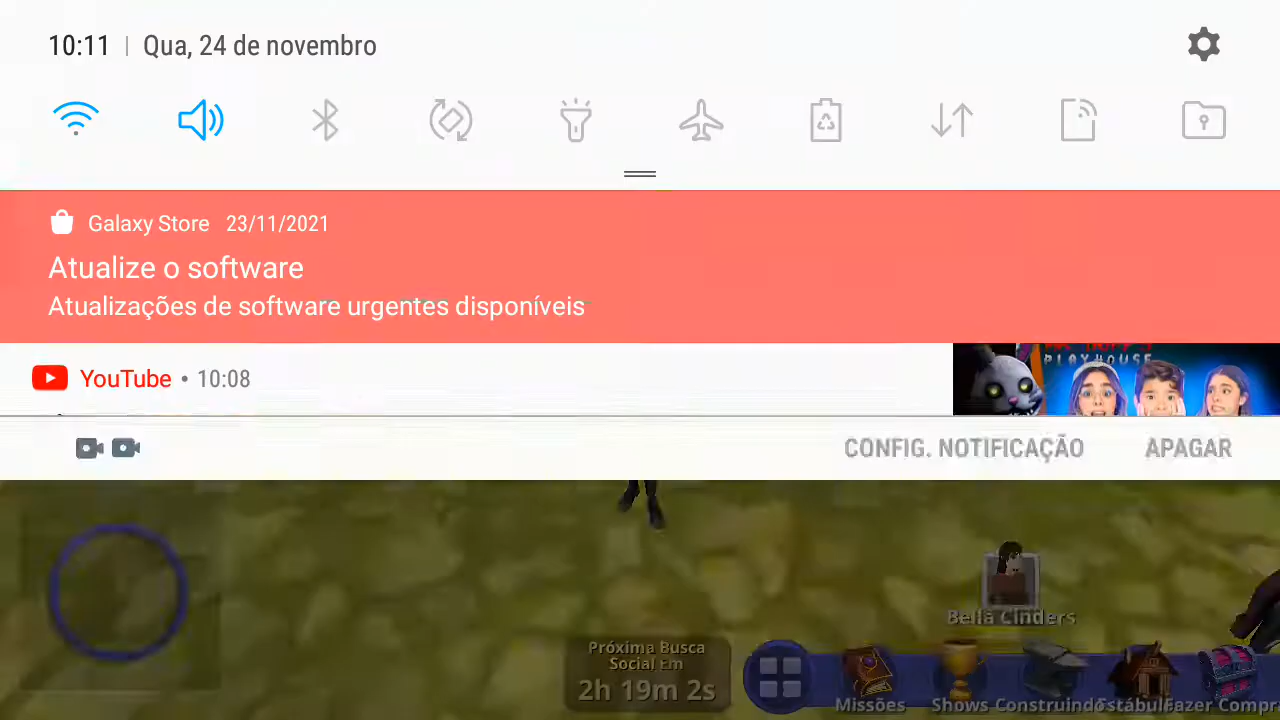 10:11 | Qua, 24 de novembro
Galaxy Store 23/11/2021
Atualize o software
Atualizações de software urgentes disponíveis
YouTube • 10:08
PLAYHOUSE
CONFIG. NOTIFICAÇÃO APAGAR
Bella Cinders
Próxima Busca
Social Em
2h 19m 2s
Missões Shows Construindo Estábul Fazer Compr